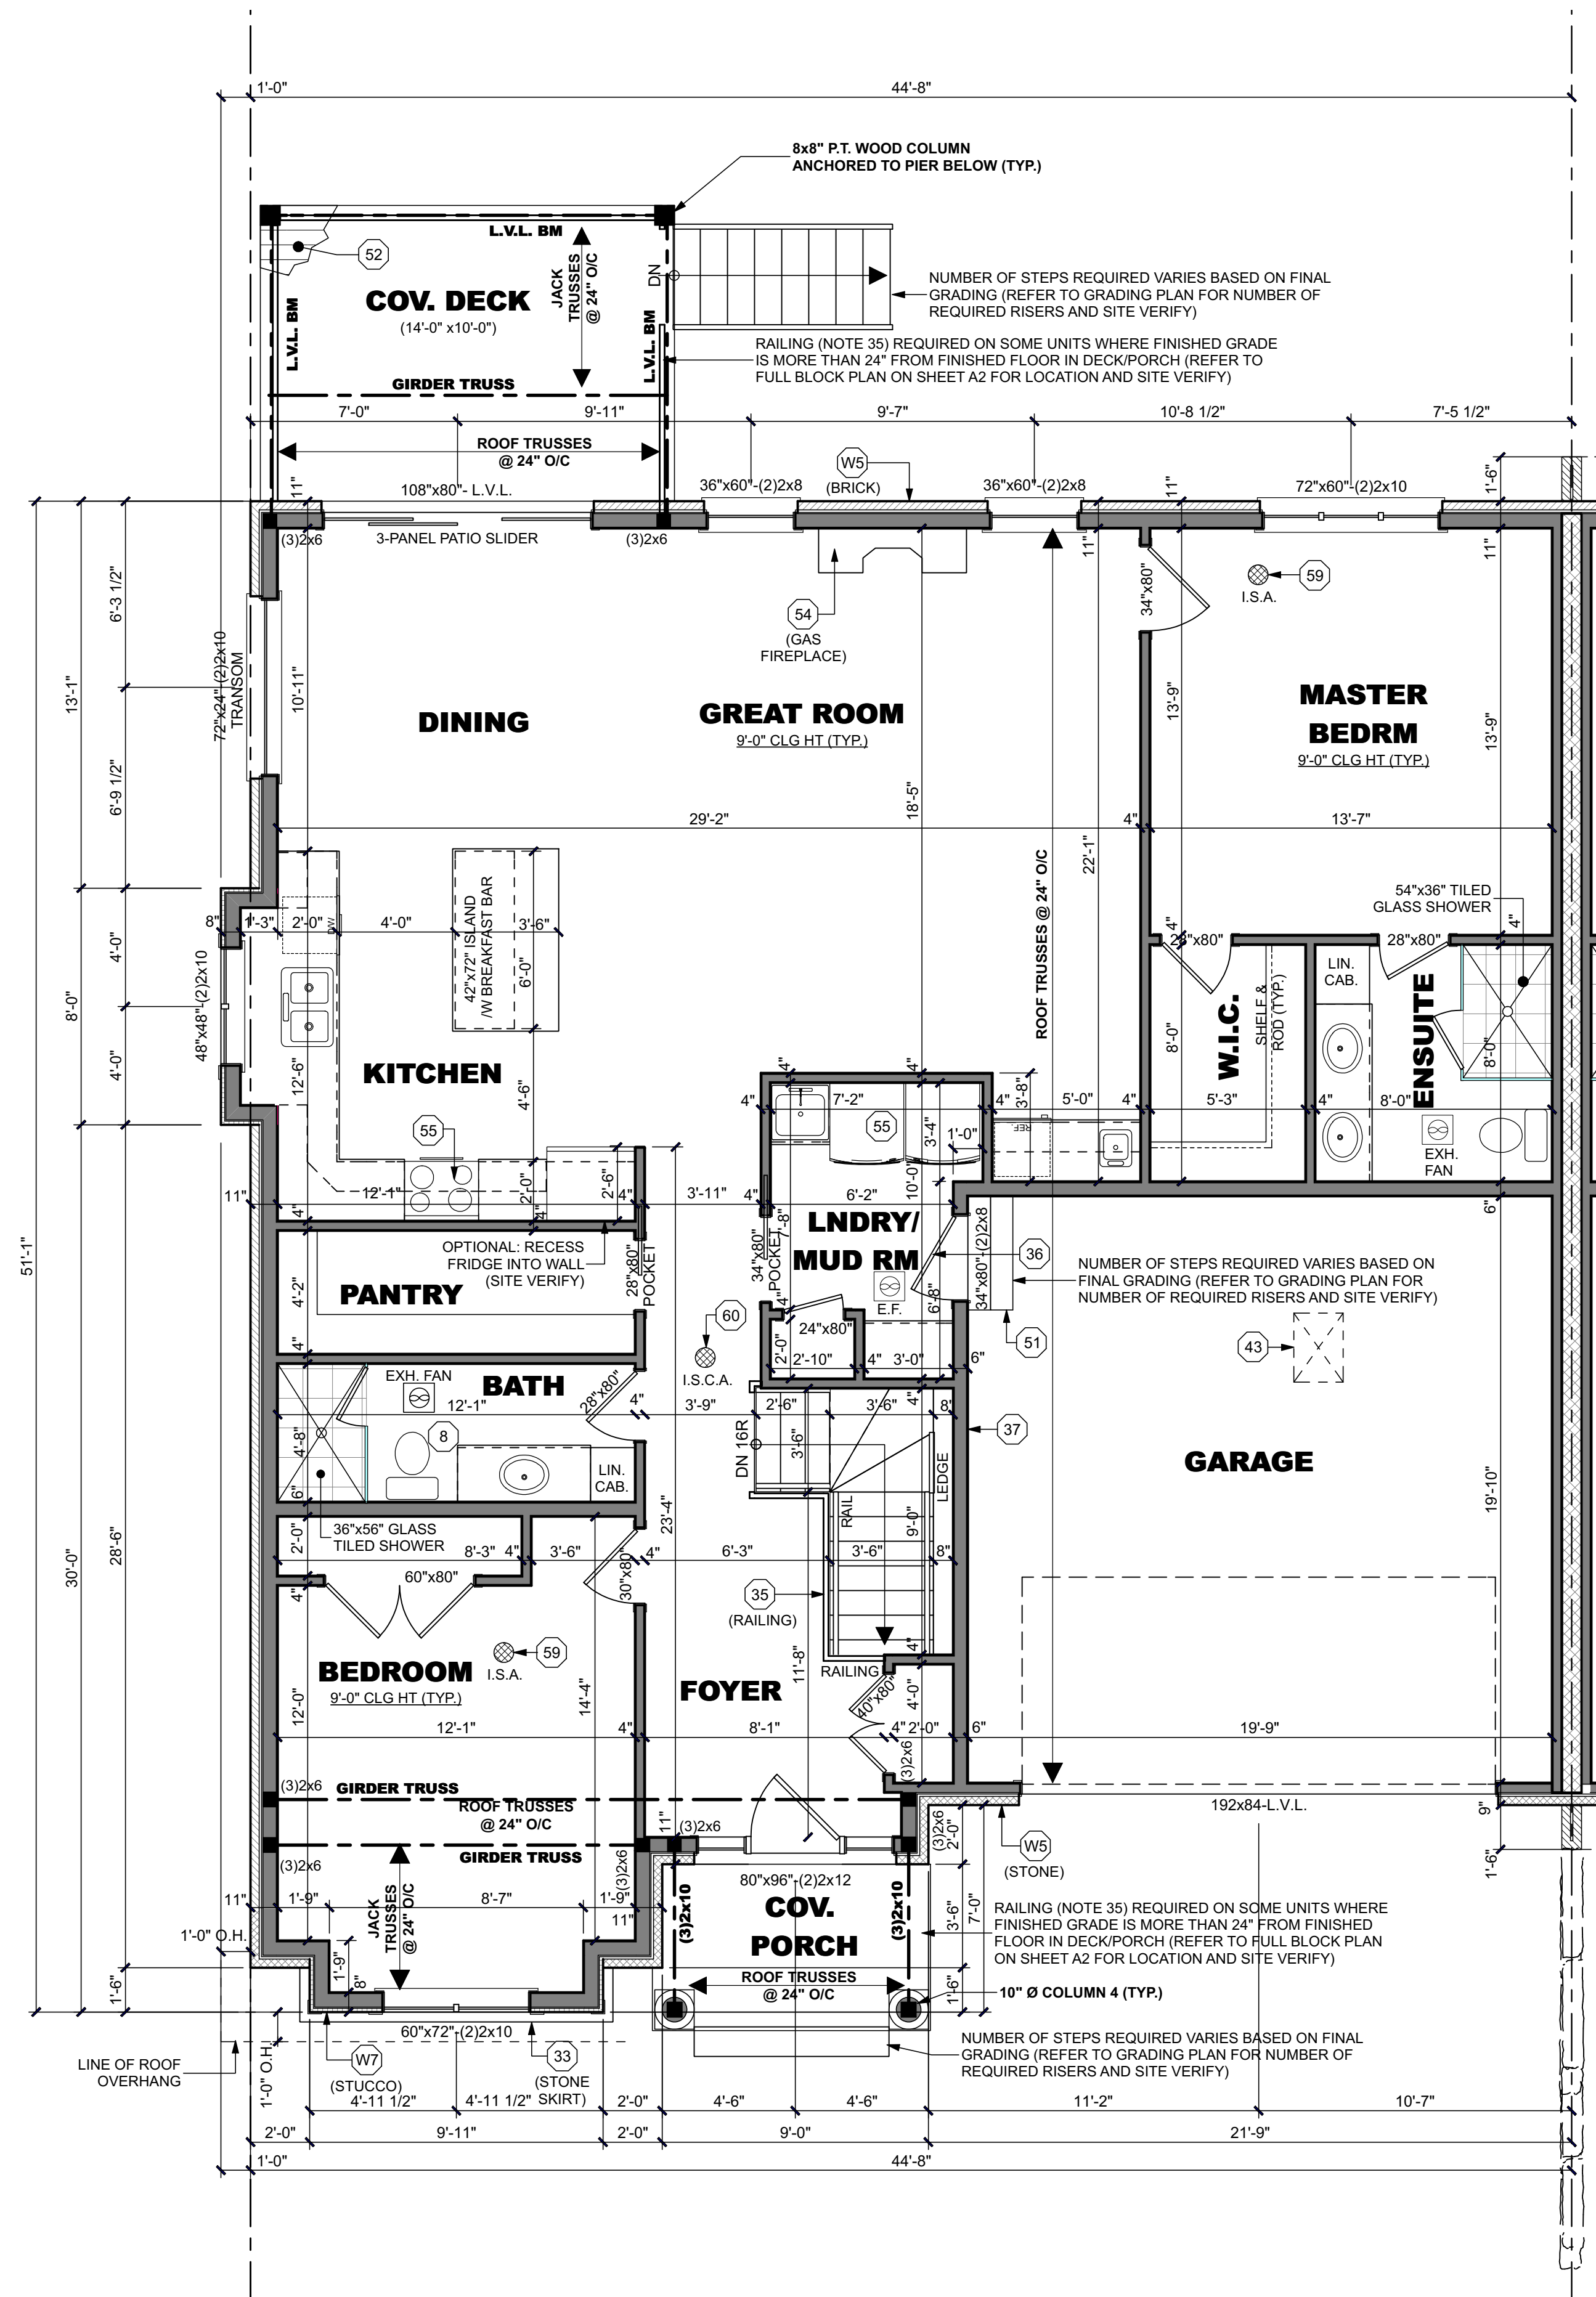 1'-0"
44'-8"
8x8" P.T. WOOD COLUMN
ANCHORED TO PIER BELOW (TYP.)
L.V.L. BM
52
JACK
TRUSSES
@ 24" O/C
DN
COV. DECK
(14'-0" x10'-0")
L.V.L. BM
L.V.L. BM
NUMBER OF STEPS REQUIRED VARIES BASED ON FINAL
GRADING (REFER TO GRADING PLAN FOR NUMBER OF
REQUIRED RISERS AND SITE VERIFY)
RAILING (NOTE 35) REQUIRED ON SOME UNITS WHERE FINISHED GRADE
IS MORE THAN 24" FROM FINISHED FLOOR IN DECK/PORCH (REFER TO
FULL BLOCK PLAN ON SHEET A2 FOR LOCATION AND SITE VERIFY)
GIRDER TRUSS
7'-0"
9'-11"
9'-7"
10'-8 1/2"
7'-5 1/2"
ROOF TRUSSES
@ 24" O/C
W5
(BRICK)
1'-6"
11"
108"x80"- L.V.L.
36"x60"-(2)2x8
36"x60"-(2)2x8
11"
72"x60"-(2)2x10
(3)2x6
3-PANEL PATIO SLIDER
(3)2x6
11"
11"
6'-3 1/2"
34"x80"
59
I.S.A.
54
(GAS
FIREPLACE)
13'-1"
72"x24"-(2)2x10
TRANSOM
10'-11"
DINING
GREAT ROOM
9'-0" CLG HT (TYP.)
13'-9"
MASTER
BEDRM
9'-0" CLG HT (TYP.)
13'-9"
6'-9 1/2"
18'-5"
29'-2"
4"
13'-7"
22'-1"
ROOF TRUSSES @ 24" O/C
54"x36" TILED
GLASS SHOWER
4"
8"
1'-3"
2'-0"
DW
4'-0"
3'-6"
42"x72" ISLAND
/W BREAKFAST BAR
6'-0"
4'-0"
4"
28"x80"
28"x80"
LIN.
CAB.
8'-0"
48"x48"-(2)2x10
4'-0"
W.I.C.
SHELF &
ROD (TYP.)
ENSUITE
8'-0"
8'-0"
KITCHEN
12'-6"
4'-6"
4"
4"
3'-8"
4"
7'-2"
4"
5'-0"
4"
5'-3"
4"
8'-0"
55
55
3'-4"
1'-0"
REF.
EXH.
FAN
11"
12'-1"
2'-0"
2'-6"
4"
3'-11"
4"
6'-2"
10'-0"
4"
4"
6"
7'-8"
LNDRY/
MUD RM
E.F.
34"x80"
POCKET
34"x80"-(2)2x8
36
NUMBER OF STEPS REQUIRED VARIES BASED ON
FINAL GRADING (REFER TO GRADING PLAN FOR
NUMBER OF REQUIRED RISERS AND SITE VERIFY)
51'-1"
OPTIONAL: RECESS
FRIDGE INTO WALL
(SITE VERIFY)
28"x80"
POCKET
4'-2"
PANTRY
4"
6'-8"
60
24"x80"
51
43
4"
2'-0"
2'-10"
4"
3'-0"
6"
I.S.C.A.
EXH. FAN
BATH
28"x80"
12'-1"
4"
3'-9"
2'-6"
3'-6"
4"
8"
37
4'-8"
8
DN 16R
3'-6"
GARAGE
LIN.
CAB.
LEDGE
6"
RAIL
9'-0"
23'-4"
19'-10"
36"x56" GLASS
TILED SHOWER
2'-0"
8'-3"
4"
3'-6"
4"
6'-3"
3'-6"
8"
30'-0"
28'-6"
60"x80"
30"x80"
4"
35
(RAILING)
59
I.S.A.
4"
BEDROOM
9'-0" CLG HT (TYP.)
12'-0"
14'-4"
11'-8"
RAILING
FOYER
40"x80"
4'-0"
12'-1"
4"
8'-1"
4"
2'-0"
6"
19'-9"
(3)2x6
(3)2x6
GIRDER TRUSS
ROOF TRUSSES
@ 24" O/C
192x84-L.V.L.
9"
11"
(3)2x6
(3)2x6
2'-0"
W5
(STONE)
GIRDER TRUSS
(3)2x6
(3)2x6
1'-6"
80"x96"-(2)2x12
11"
1'-9"
JACK
TRUSSES
@ 24" O/C
8'-7"
1'-9"
11"
(3)2x10
COV.
PORCH
(3)2x10
3'-6"
7'-0"
RAILING (NOTE 35) REQUIRED ON SOME UNITS WHERE
FINISHED GRADE IS MORE THAN 24" FROM FINISHED
FLOOR IN DECK/PORCH (REFER TO FULL BLOCK PLAN
ON SHEET A2 FOR LOCATION AND SITE VERIFY)
1'-0" O.H.
1'-6"
1'-9"
8"
ROOF TRUSSES
@ 24" O/C
1'-6"
10" Ø COLUMN 4 (TYP.)
60"x72"-(2)2x10
LINE OF ROOF
OVERHANG
1'-0" O.H.
W7
(STUCCO)
33
(STONE
SKIRT)
NUMBER OF STEPS REQUIRED VARIES BASED ON FINAL
GRADING (REFER TO GRADING PLAN FOR NUMBER OF
REQUIRED RISERS AND SITE VERIFY)
4'-11 1/2"
4'-11 1/2"
2'-0"
4'-6"
4'-6"
11'-2"
10'-7"
2'-0"
9'-11"
2'-0"
9'-0"
21'-9"
1'-0"
44'-8"